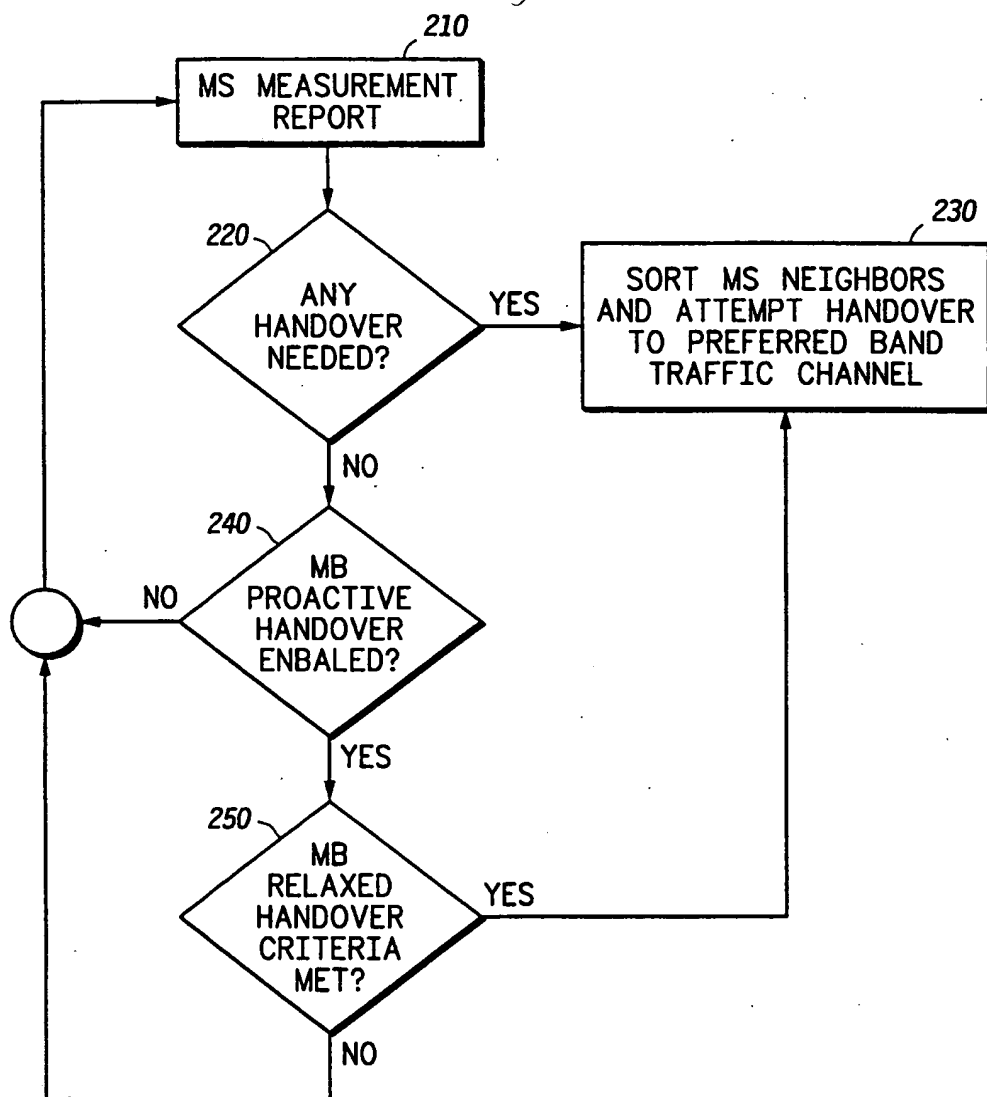 210
MS MEASUREMENT
REPORT
220
ANY
HANDOVER
NEEDED?
YES
230
SORT MS NEIGHBORS
AND ATTEMPT HANDOVER
TO PREFERRED BAND
TRAFFIC CHANNEL
NO
240
MB
PROACTIVE
HANDOVER
ENBALED?
NO
YES
250
MB
RELAXED
HANDOVER
CRITERIA
MET?
YES
NO